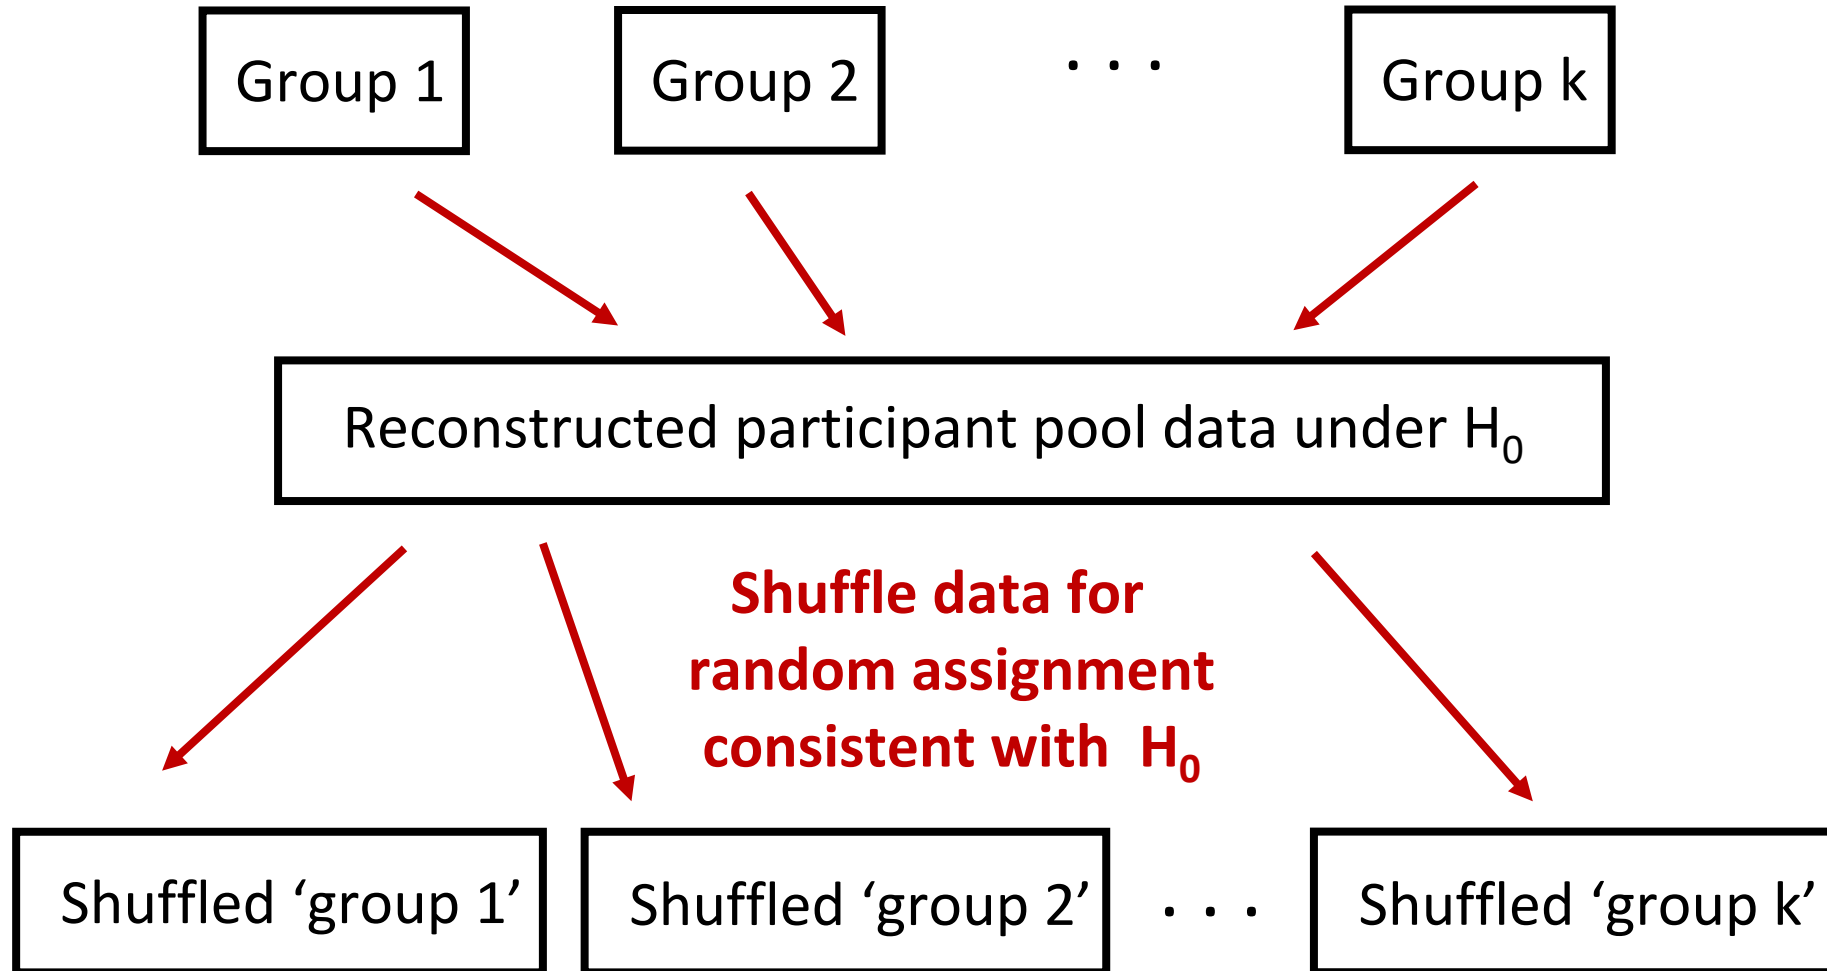 Group 1
Group 2
. . .
Group k
Reconstructed participant pool data under H₀
Shuffle data for
random assignment
consistent with H₀
Shuffled ‘group 1’
Shuffled ‘group 2’
. . .
Shuffled ‘group k’